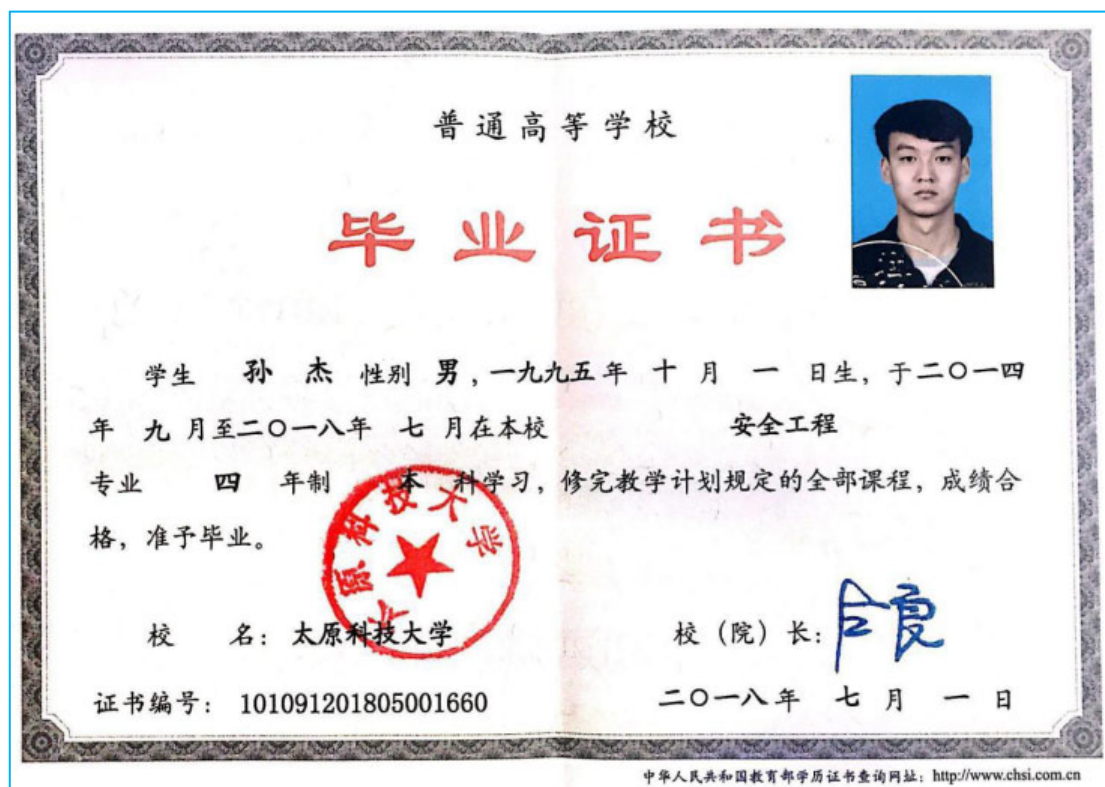 普通高等学校
毕业证书
学生 孙杰 性别 男，一九九五年 十 月 一 日生，于二〇一四
年 九 月至二〇一八年 七 月在本校 安全工程
专业 四 年制 本 科学习，修完教学计划规定的全部课程，成绩合
格，准予毕业。
太原科技大学
校 名：太原科技大学 校（院）长：
证书编号：101091201805001660 二〇一八年 七 月 一 日
中华人民共和国教育部学历证书查询网址：http://www.chsi.com.cn